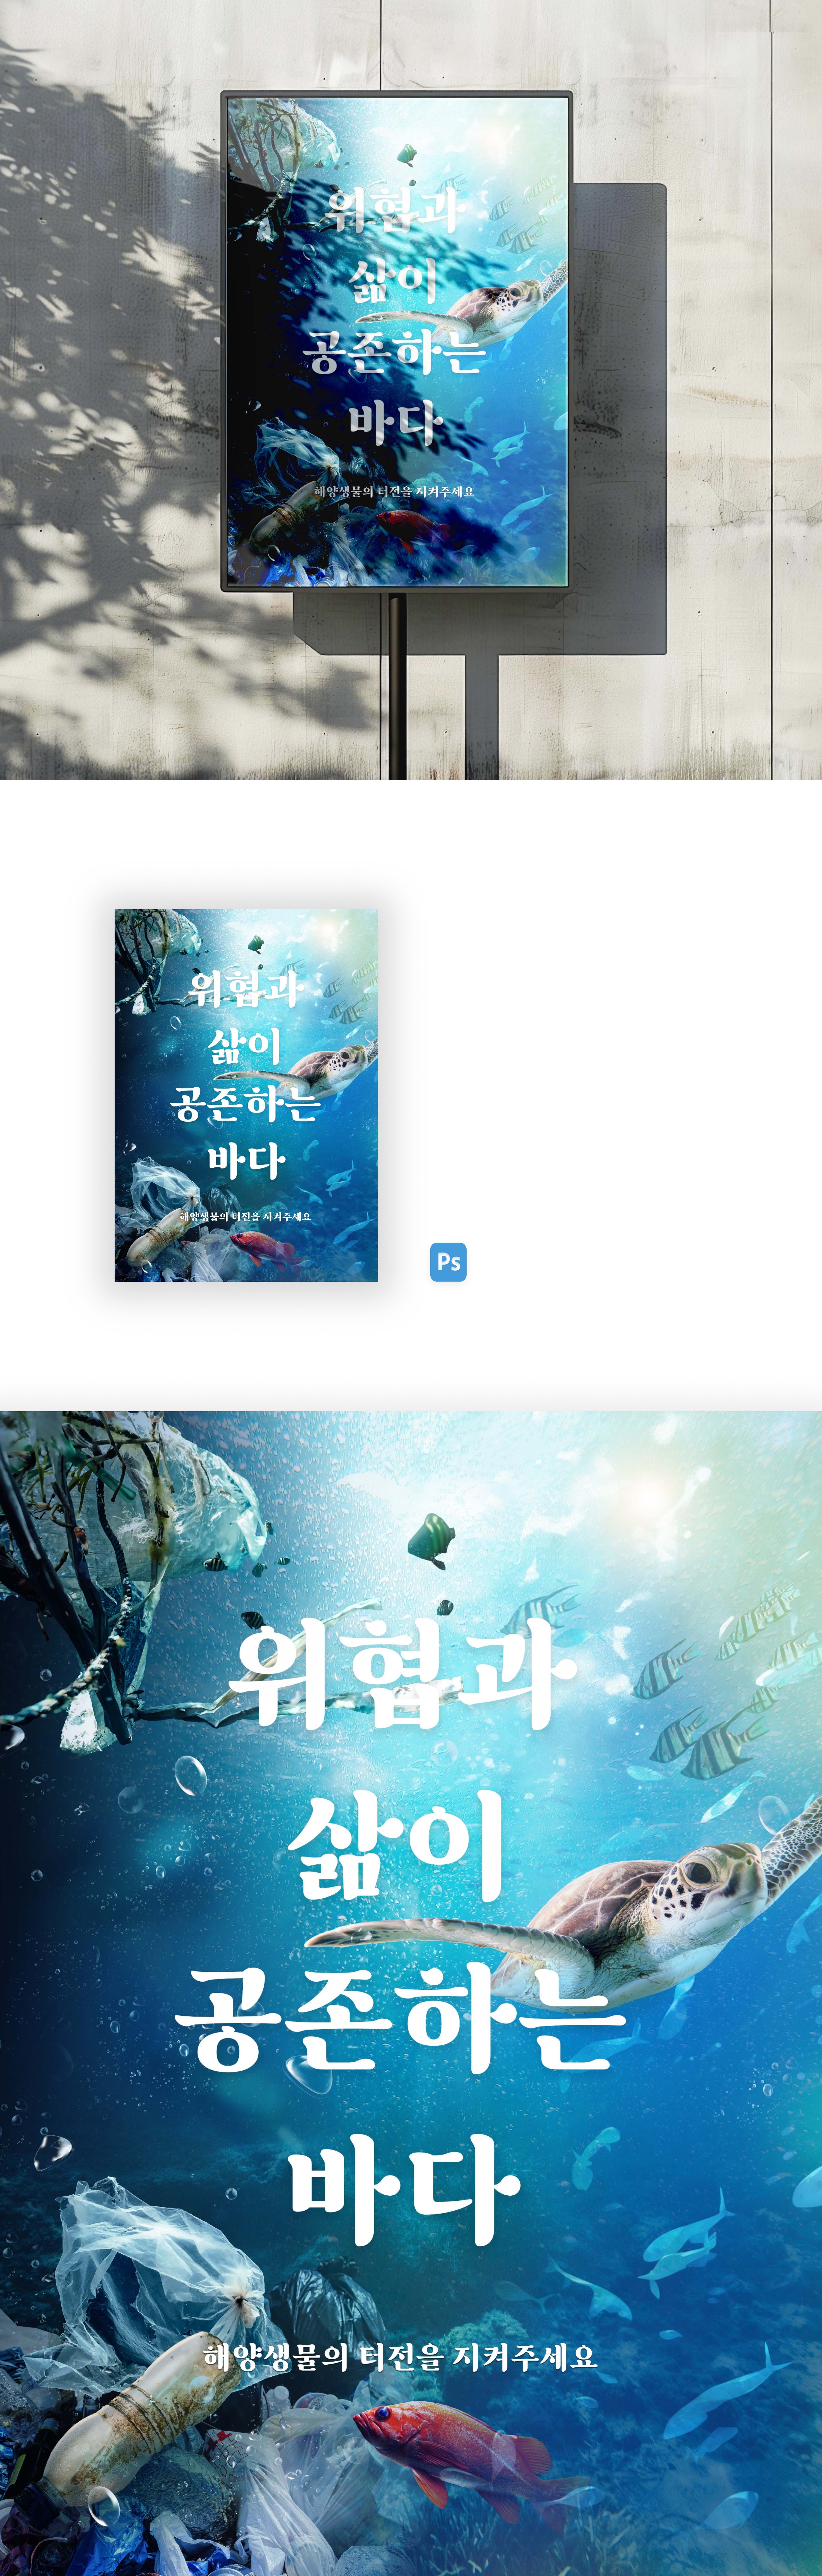 위협과
삶이
공존하는
바다
해양생물의 터전을 지켜주세요
위협과
삶이
공존하는
바다
해양생물의 터전을 지켜주세요
Ps
위협과
삶이
공존하는
바다
해양생물의 터전을 지켜주세요